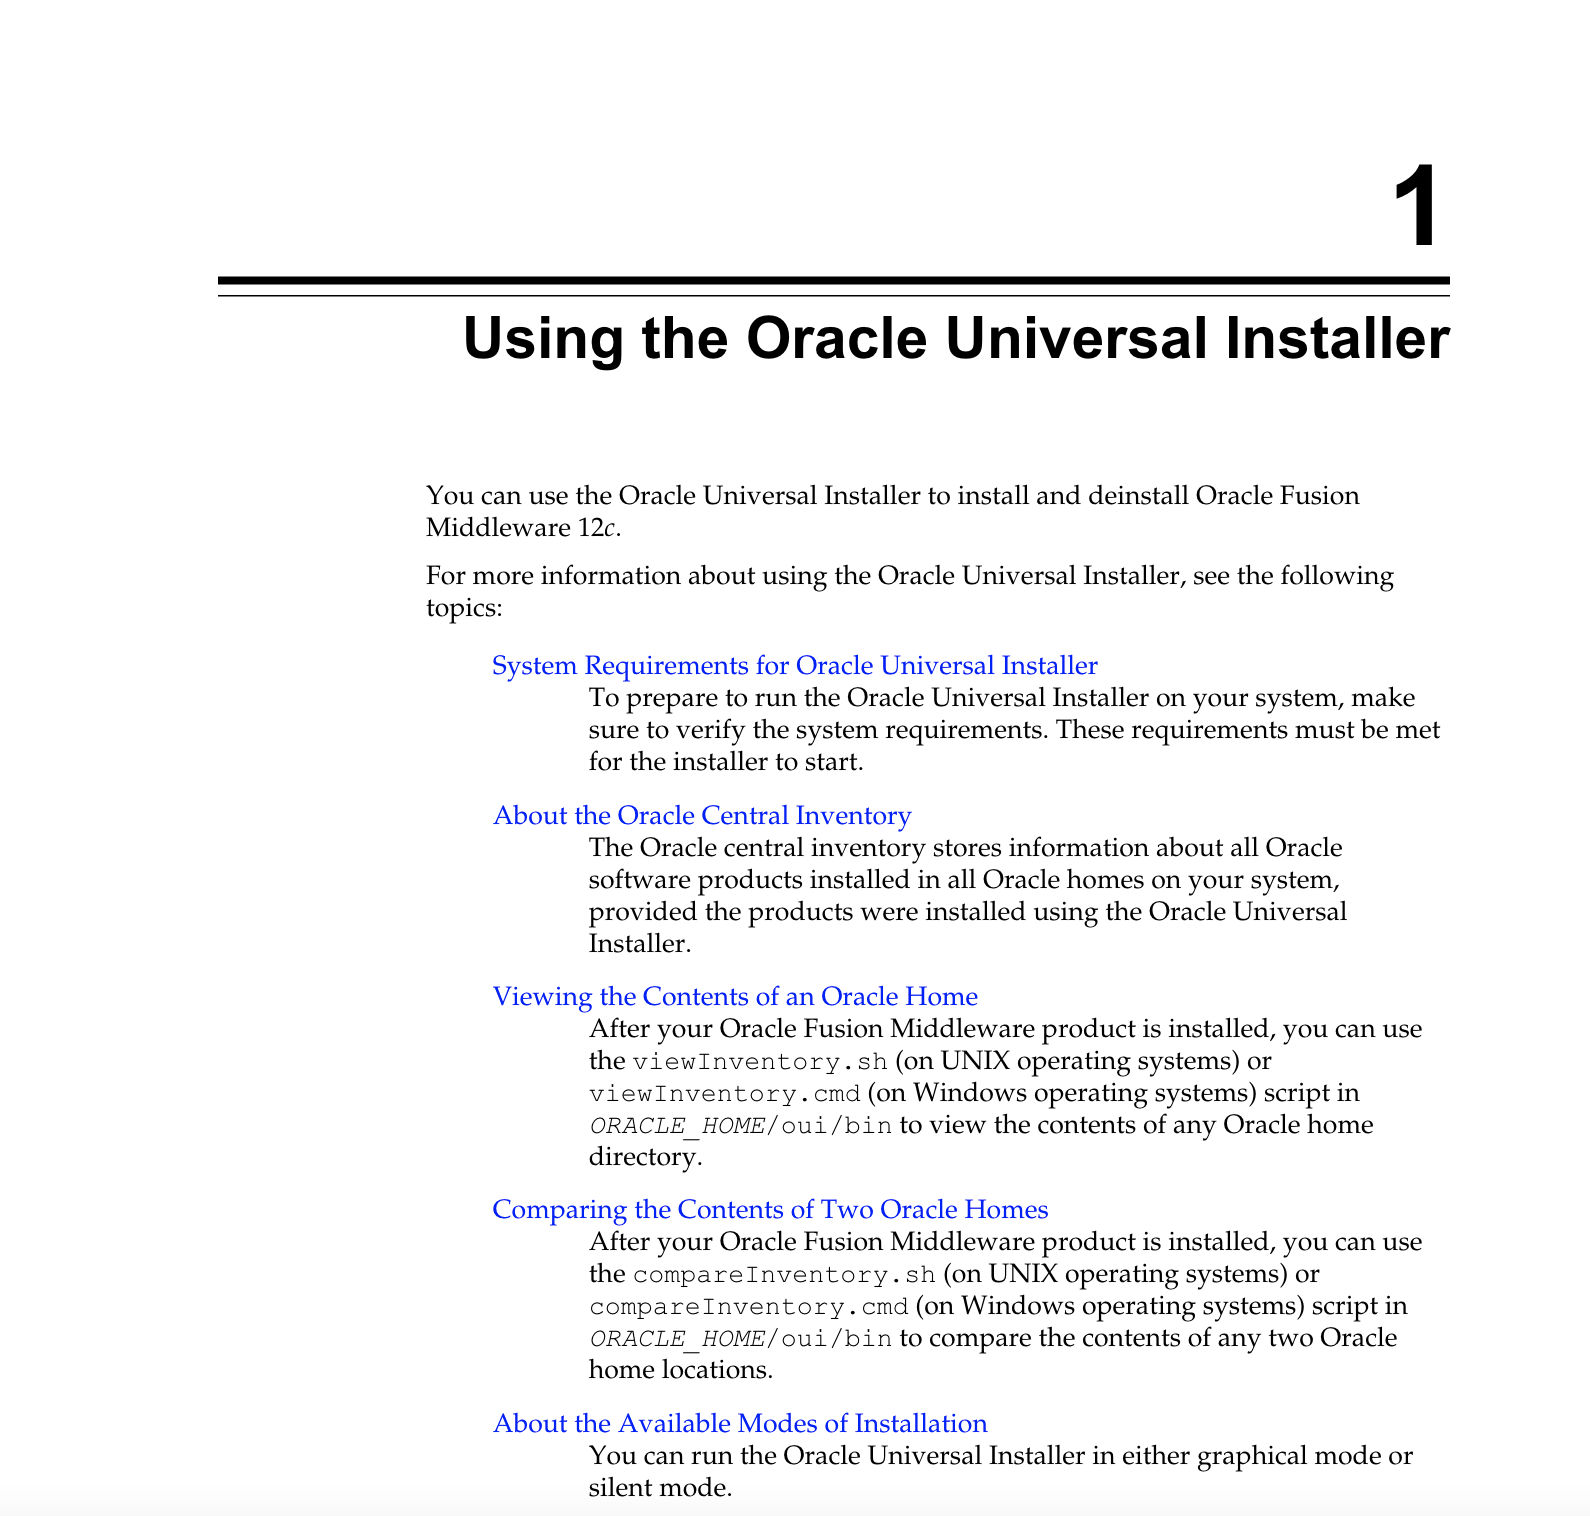 1
Using the Oracle Universal Installer
You can use the Oracle Universal Installer to install and deinstall Oracle Fusion
Middleware 12c.
For more information about using the Oracle Universal Installer, see the following
topics:
System Requirements for Oracle Universal Installer
To prepare to run the Oracle Universal Installer on your system, make
sure to verify the system requirements. These requirements must be met
for the installer to start.
About the Oracle Central Inventory
The Oracle central inventory stores information about all Oracle
software products installed in all Oracle homes on your system,
provided the products were installed using the Oracle Universal
Installer.
Viewing the Contents of an Oracle Home
After your Oracle Fusion Middleware product is installed, you can use
the viewInventory.sh (on UNIX operating systems) or
viewInventory.cmd (on Windows operating systems) script in
ORACLE_HOME/oui/bin to view the contents of any Oracle home
directory.
Comparing the Contents of Two Oracle Homes
After your Oracle Fusion Middleware product is installed, you can use
the compareInventory.sh (on UNIX operating systems) or
compareInventory.cmd (on Windows operating systems) script in
ORACLE_HOME/oui/bin to compare the contents of any two Oracle
home locations.
About the Available Modes of Installation
You can run the Oracle Universal Installer in either graphical mode or
silent mode.